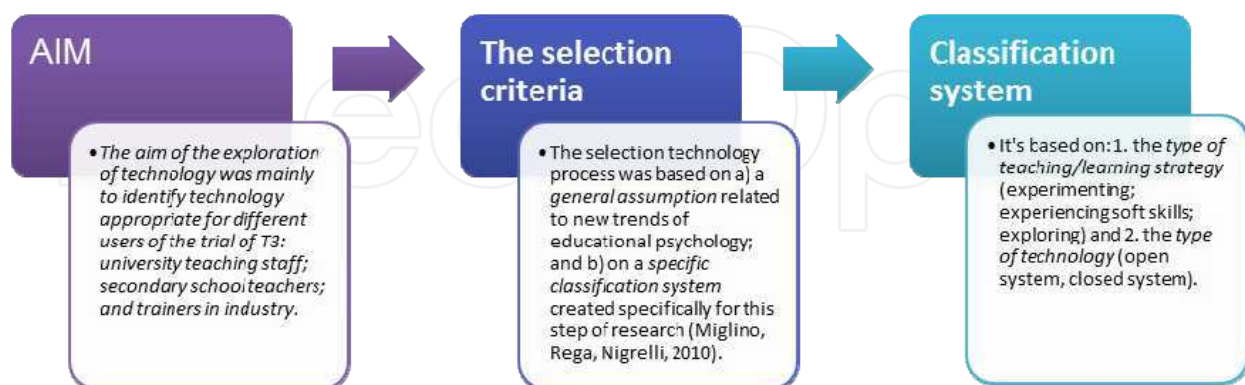 AIM
• The aim of the exploration
of technology was mainly
to identify technology
appropriate for different
users of the trial of T3:
university teaching staff;
secondary school teachers;
and trainers in industry.
The selection
criteria
• The selection technology
process was based on a) a
general assumption related
to new trends of
educational psychology;
and b) on a specific
classification system
created specifically for this
step of research (Miglino,
Rega, Nigrelli, 2010).
Classification
system
• It's based on: 1. the type of
teaching/learning strategy
(experimenting;
experiencing soft skills;
exploring) and 2. the type
of technology (open
system, closed system).